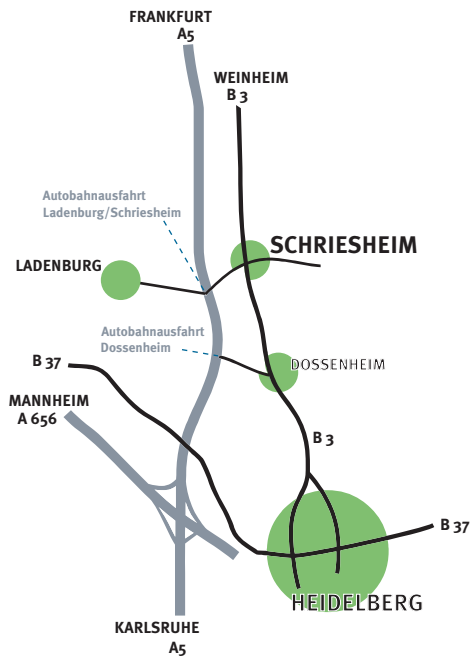 FRANKFURT
A5
WEINHEIM
B 3
Autobahnausfahrt
Ladenburg/Schriesheim
SCHRIESHEIM
LADENBURG
Autobahnausfahrt
Dossenheim
B 37
DOSSENHEIM
MANNHEIM
A 656
B 3
B 37
HEIDELBERG
KARLSRUHE
A5